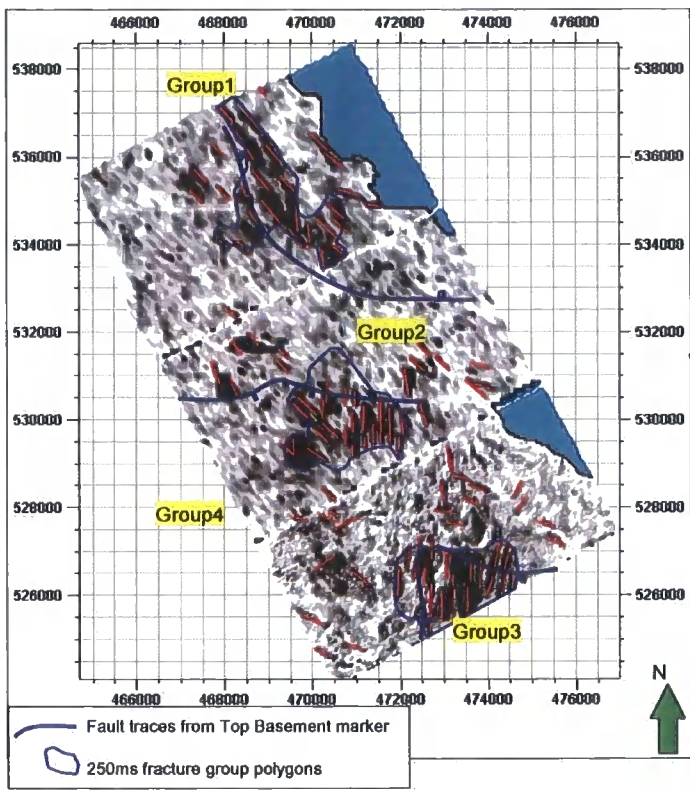 466000 468000 470000 472000 474000 476000
538000 538000
Group1
536000 536000
534000 534000
532000 532000
Group2
530000 530000
528000 528000
Group4
526000 526000
Group3
466000 468000 470000 472000 474000 476000
N
Fault traces from Top Basement marker
250ms fracture group polygons